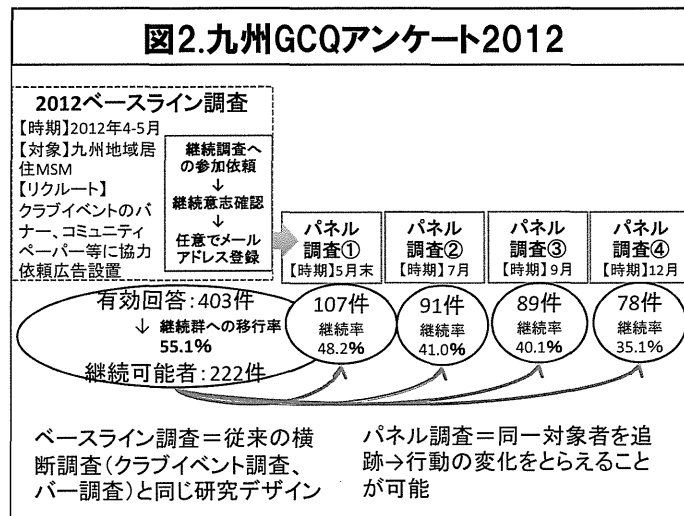 図2.九州GCQアンケート2012
2012ベースライン調査
【時期】2012年4-5月
【対象】九州地域居
住MSM
【リクルート】
クラブイベントのバ
ナー、コミュニティ
ペーパー等に協力
依頼広告設置
継続調査へ
の参加依頼
↓
継続意志確認
↓
任意でメール
アドレス登録
パネル
調査①
【時期】5月末
パネル
調査②
【時期】7月
パネル
調査③
【時期】9月
パネル
調査④
【時期】12月
有効回答:403件
↓ 継続群への移行率
55.1%
継続可能者:222件
107件
継続率
48.2%
91件
継続率
41.0%
89件
継続率
40.1%
78件
継続率
35.1%
ベースライン調査=従来の横
断調査(クラブイベント調査、
バー調査)と同じ研究デザイン
パネル調査=同一対象者を追
跡→行動の変化をとらえること
が可能